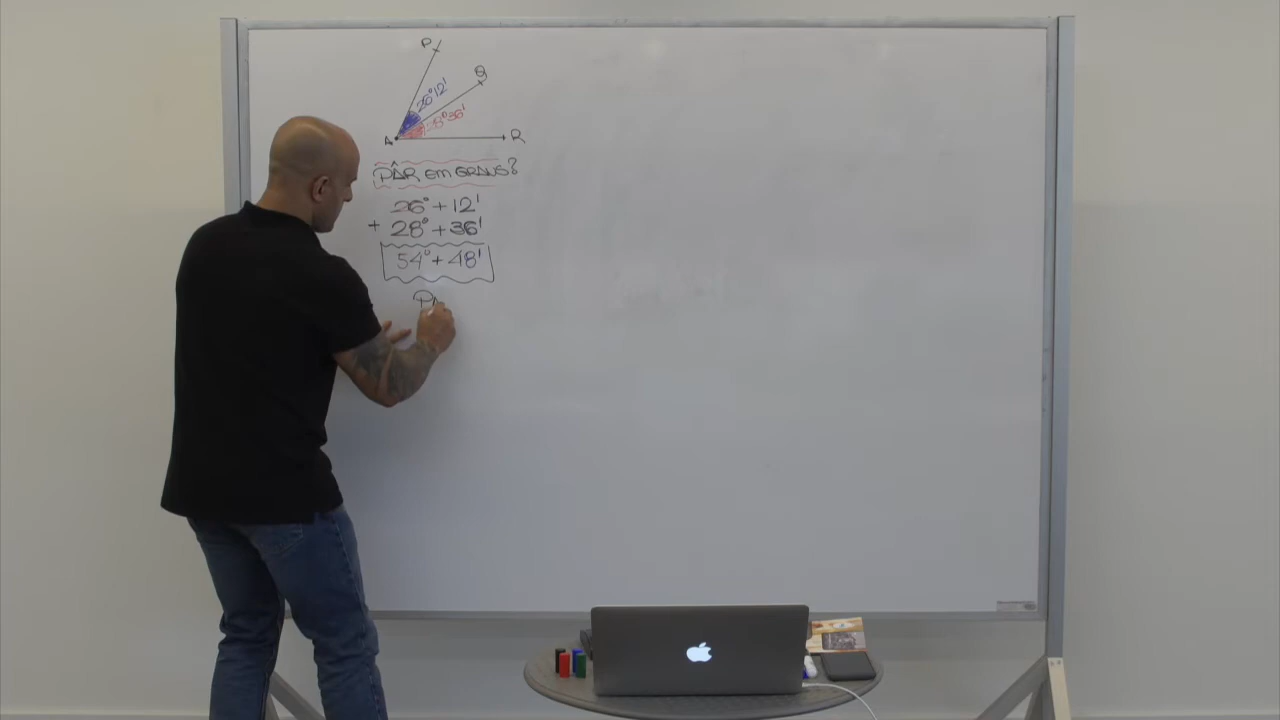 P
Q
26°12'
28°36'
A
R
PÂR EM GRAUS?
26° + 12'
+ 28° + 36'
54° + 48'
P